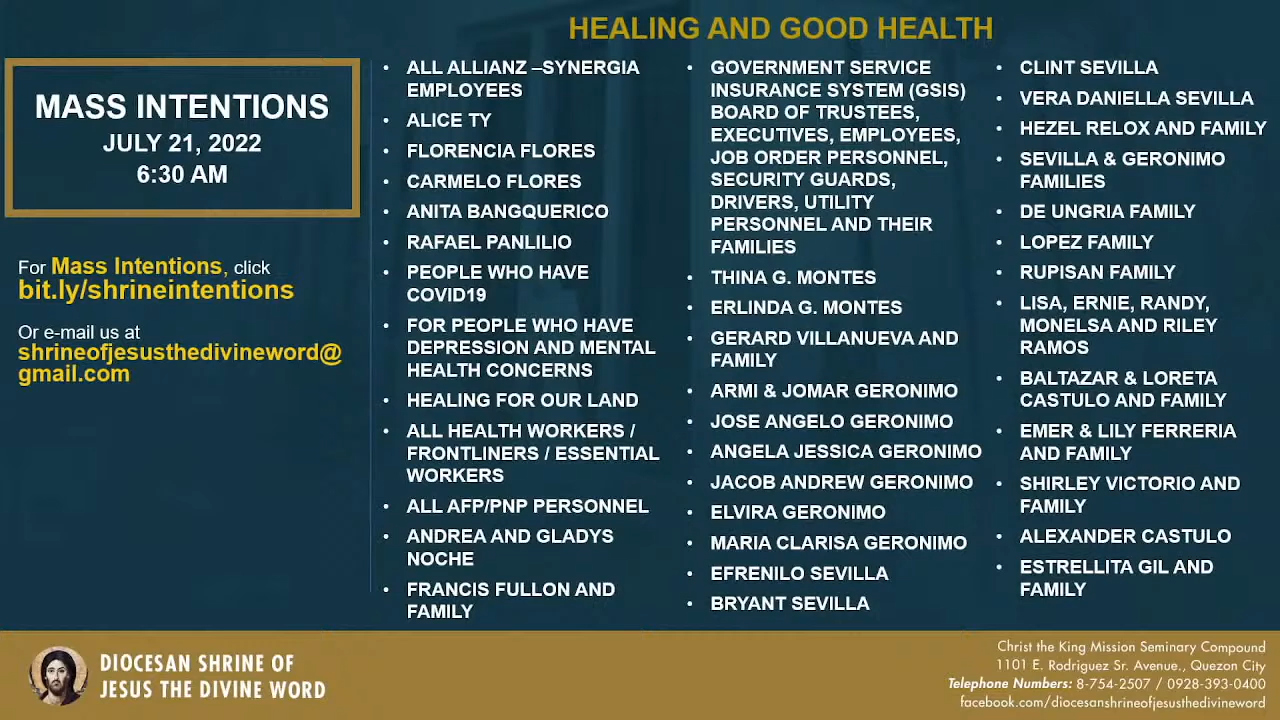 HEALING AND GOOD HEALTH
MASS INTENTIONS
JULY 21, 2022
6:30 AM
For Mass Intentions, click
bit.ly/shrineintentions
Or e-mail us at
shrineofjesusthedivineword@
gmail.com
• ALL ALLIANZ –SYNERGIA
EMPLOYEES
• ALICE TY
• FLORENCIA FLORES
• CARMELO FLORES
• ANITA BANGQUERICO
• RAFAEL PANLILIO
• PEOPLE WHO HAVE
COVID19
• FOR PEOPLE WHO HAVE
DEPRESSION AND MENTAL
HEALTH CONCERNS
• HEALING FOR OUR LAND
• ALL HEALTH WORKERS /
FRONTLINERS / ESSENTIAL
WORKERS
• ALL AFP/PNP PERSONNEL
• ANDREA AND GLADYS
NOCHE
• FRANCIS FULLON AND
FAMILY
• GOVERNMENT SERVICE
INSURANCE SYSTEM (GSIS)
BOARD OF TRUSTEES,
EXECUTIVES, EMPLOYEES,
JOB ORDER PERSONNEL,
SECURITY GUARDS,
DRIVERS, UTILITY
PERSONNEL AND THEIR
FAMILIES
• THINA G. MONTES
• ERLINDA G. MONTES
• GERARD VILLANUEVA AND
FAMILY
• ARMI & JOMAR GERONIMO
• JOSE ANGELO GERONIMO
• ANGELA JESSICA GERONIMO
• JACOB ANDREW GERONIMO
• ELVIRA GERONIMO
• MARIA CLARISA GERONIMO
• EFRENILO SEVILLA
• BRYANT SEVILLA
• CLINT SEVILLA
• VERA DANIELLA SEVILLA
• HEZEL RELOX AND FAMILY
• SEVILLA & GERONIMO
FAMILIES
• DE UNGRIA FAMILY
• LOPEZ FAMILY
• RUPISAN FAMILY
• LISA, ERNIE, RANDY,
MONELSA AND RILEY
RAMOS
• BALTAZAR & LORETA
CASTULO AND FAMILY
• EMER & LILY FERRERIA
AND FAMILY
• SHIRLEY VICTORIO AND
FAMILY
• ALEXANDER CASTULO
• ESTRELLITA GIL AND
FAMILY
DIOCESAN SHRINE OF
JESUS THE DIVINE WORD
Christ the King Mission Seminary Compound
1101 E. Rodriguez Sr. Avenue., Quezon City
Telephone Numbers: 8-754-2507 / 0928-393-0400
facebook.com/diocesanshrineofjesusthedivineword